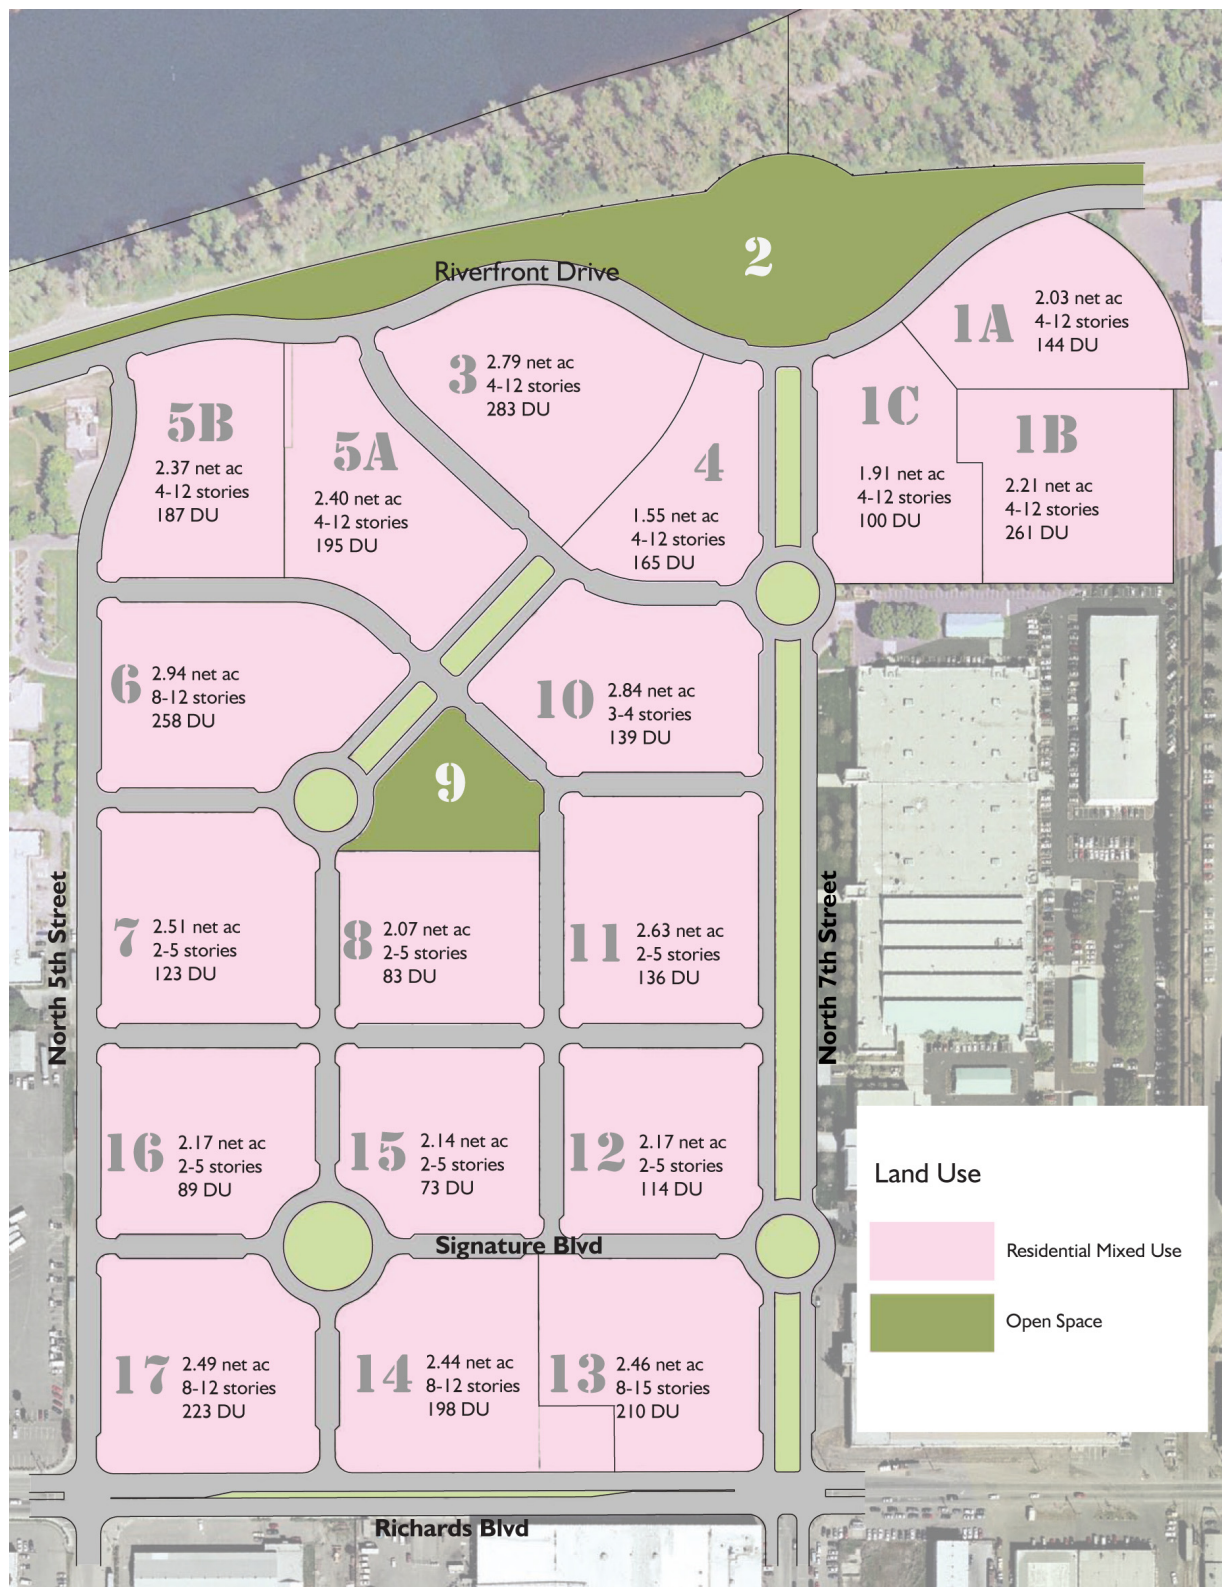 2
Riverfront Drive
1A
2.03 net ac
4-12 stories
144 DU
3
2.79 net ac
4-12 stories
283 DU
5B
2.37 net ac
4-12 stories
187 DU
5A
2.40 net ac
4-12 stories
195 DU
4
1.55 net ac
4-12 stories
165 DU
1C
1.91 net ac
4-12 stories
100 DU
1B
2.21 net ac
4-12 stories
261 DU
6
2.94 net ac
8-12 stories
258 DU
10
2.84 net ac
3-4 stories
139 DU
9
North 5th Street
7
2.51 net ac
2-5 stories
123 DU
8
2.07 net ac
2-5 stories
83 DU
11
2.63 net ac
2-5 stories
136 DU
North 7th Street
16
2.17 net ac
2-5 stories
89 DU
15
2.14 net ac
2-5 stories
73 DU
12
2.17 net ac
2-5 stories
114 DU
Signature Blvd
17
2.49 net ac
8-12 stories
223 DU
14
2.44 net ac
8-12 stories
198 DU
13
2.46 net ac
8-15 stories
210 DU
Richards Blvd
Land Use
Residential Mixed Use
Open Space